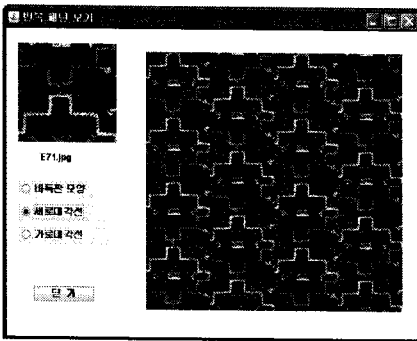 반복 패턴 보기
E71.jpg
바둑판 모양
세로대각선
가로대각선
닫 기